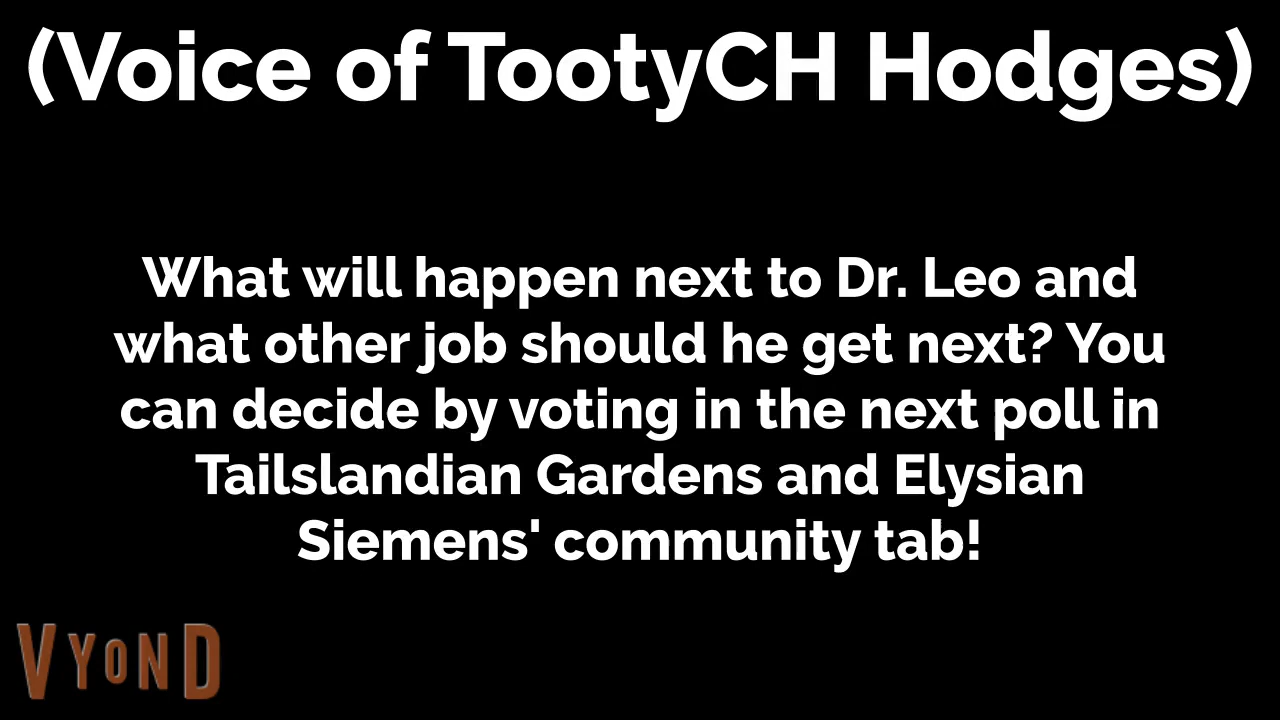 (Voice of TootyCH Hodges)
What will happen next to Dr. Leo and
what other job should he get next? You
can decide by voting in the next poll in
Tailslandian Gardens and Elysian
Siemens' community tab!
VYOND